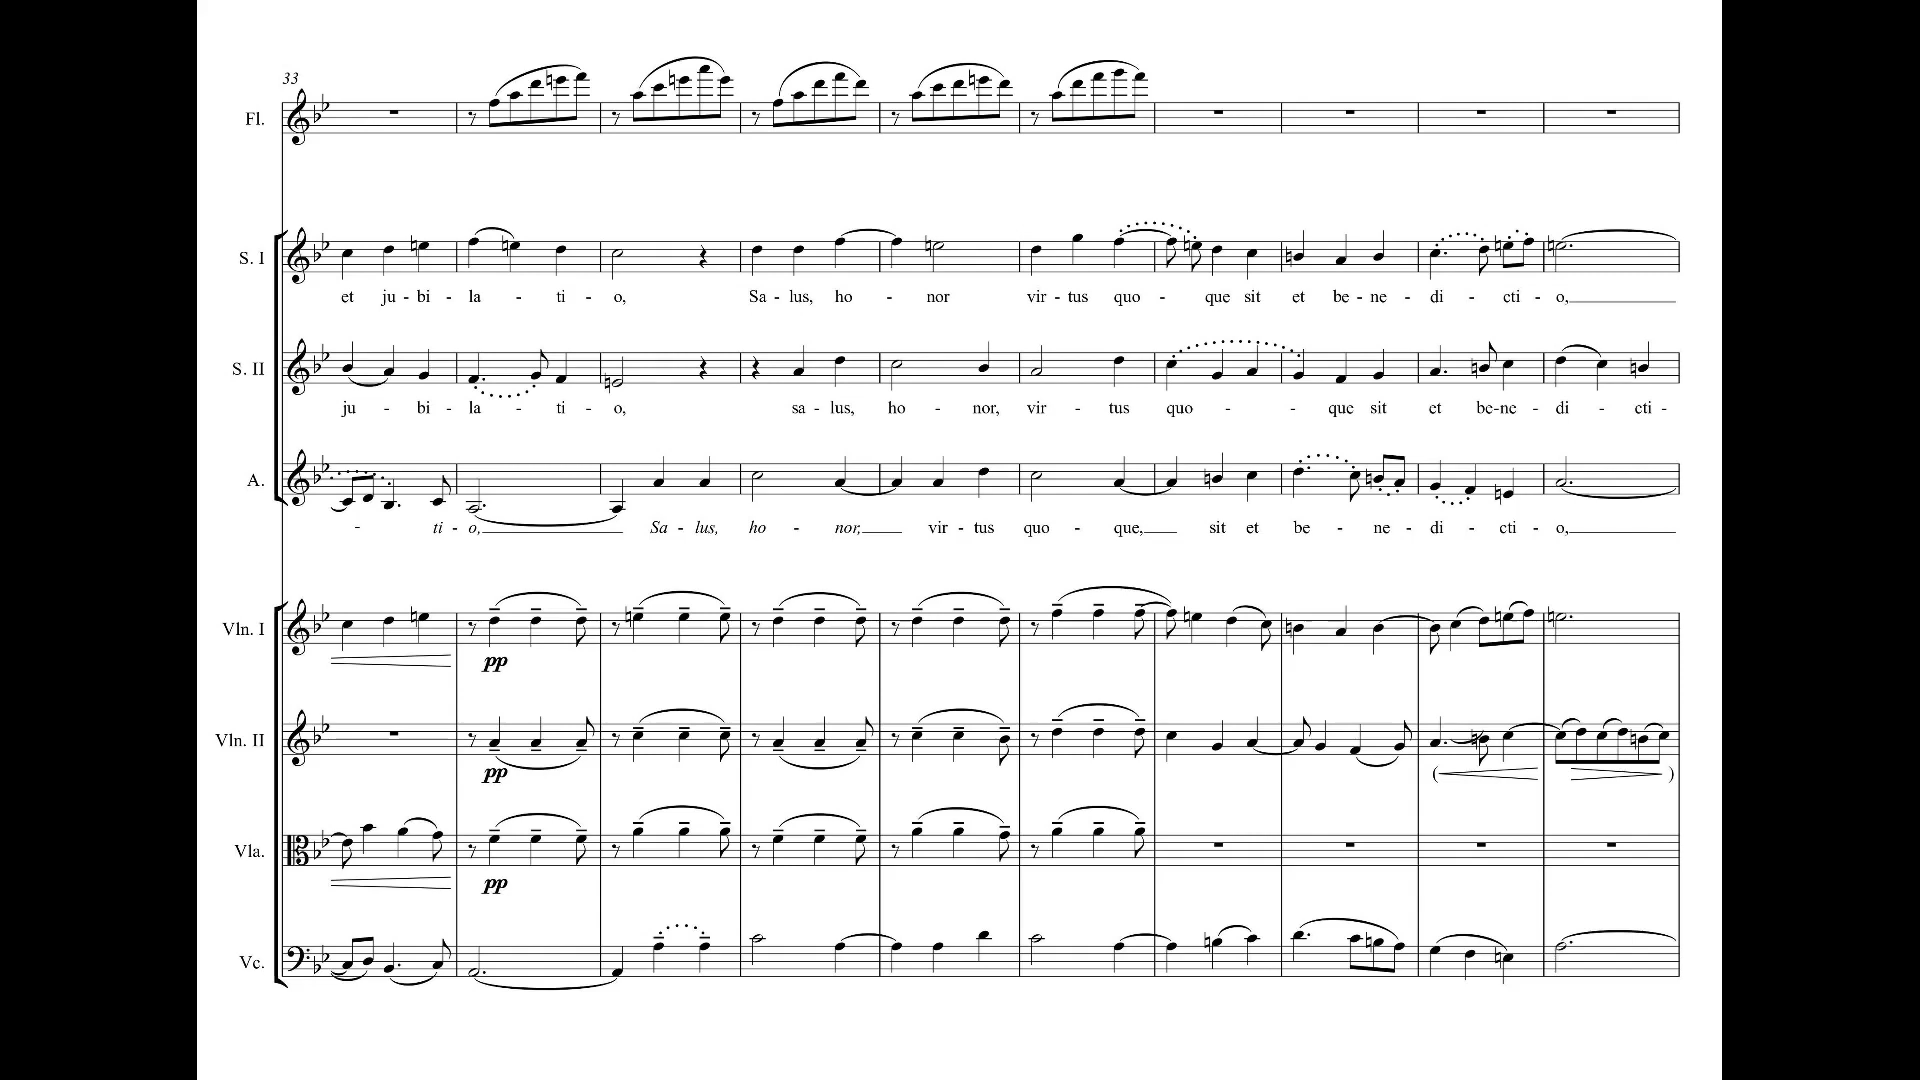 33
Fl.
S. I
et ju - bi - la - ti - o, Sa - lus, ho - nor vir - tus quo - que sit et be - ne - di - cti - o,
S. II
ju - bi - la - ti - o, sa - lus, ho - nor, vir - tus quo - - que sit et be - ne - di - cti -
A.
- ti - o, Sa - lus, ho - nor, vir - tus quo - que, sit et be - ne - di - cti - o,
Vln. I
pp
Vln. II
pp
( )
Vla.
pp
Vc.